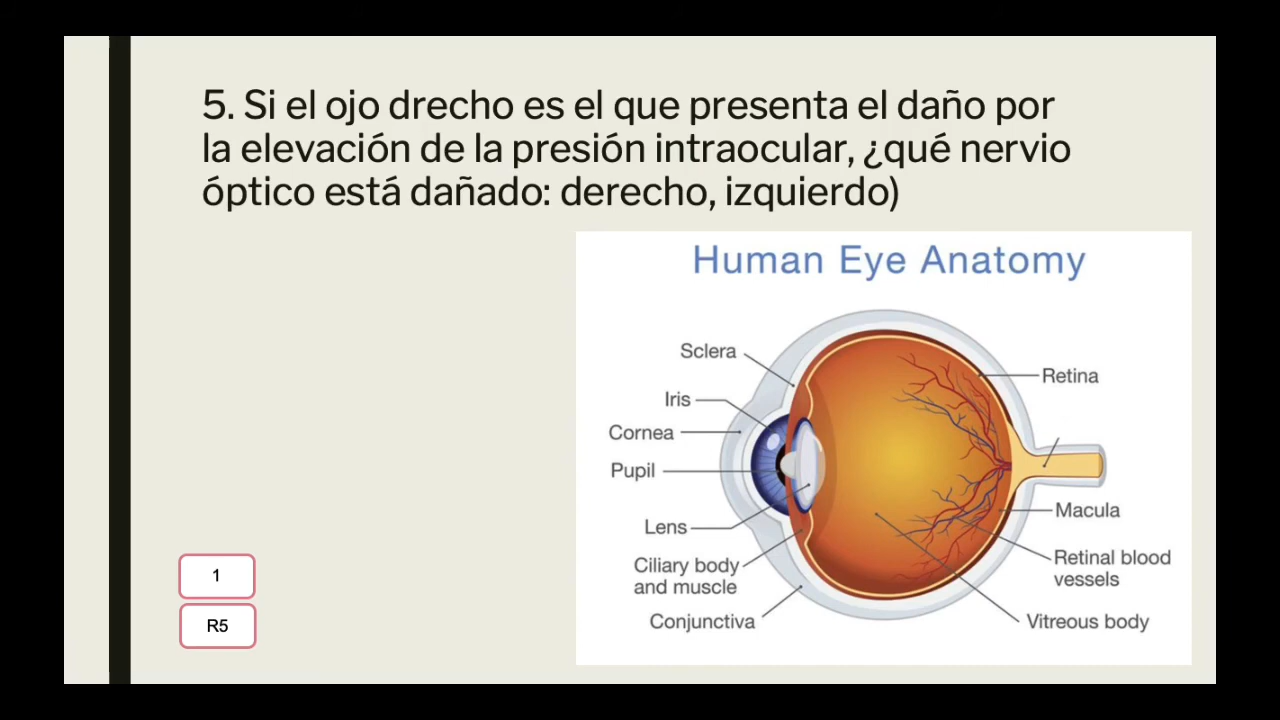 5. Si el ojo drecho es el que presenta el daño por
la elevación de la presión intraocular, ¿qué nervio
óptico está dañado: derecho, izquierdo)
Human Eye Anatomy
Sclera
Iris
Cornea
Pupil
Lens
Ciliary body
and muscle
Conjunctiva
Retina
Macula
Retinal blood
vessels
Vitreous body
1
R5